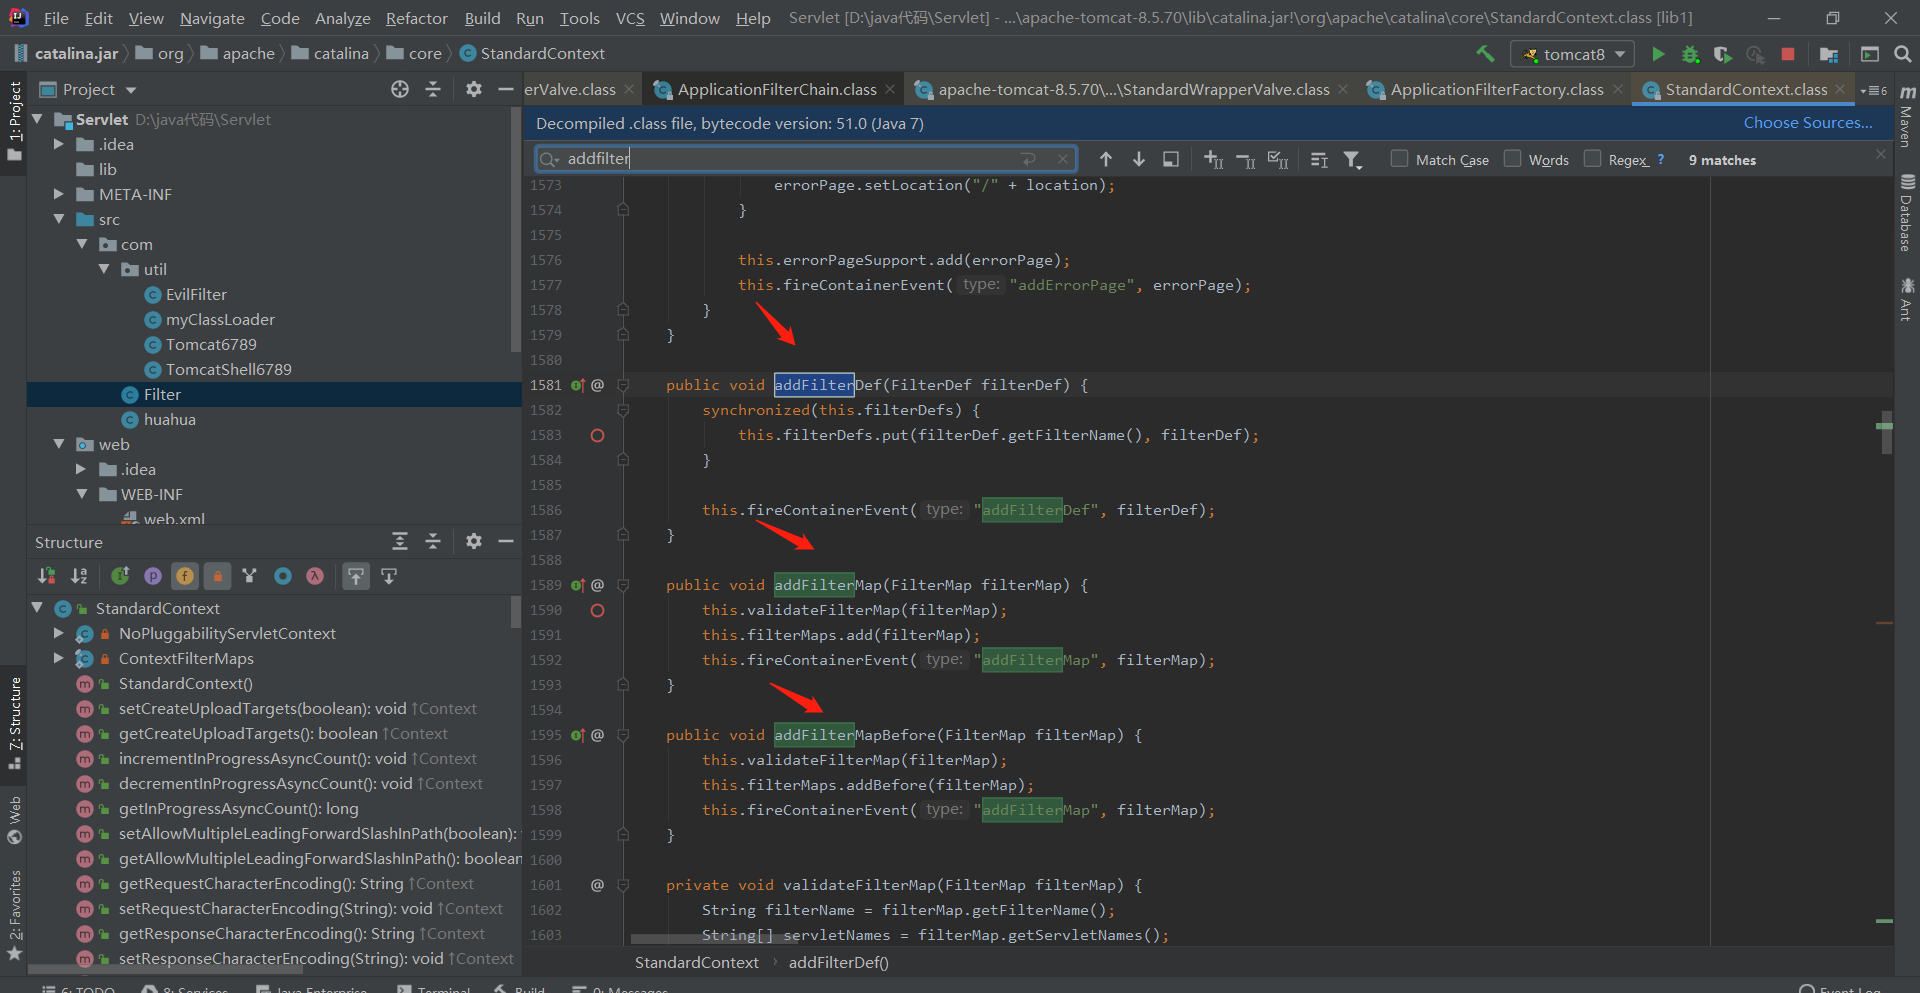 File Edit View Navigate Code Analyze Refactor Build Run Tools VCS Window Help Servlet [D:\java代码\Servlet] - ...\apache-tomcat-8.5.70\lib\catalina.jar!\org\apache\catalina\core\StandardContext.class [lib1]
catalina.jar org apache catalina core StandardContext tomcat8
1: Project
Project
erValve.class ApplicationFilterChain.class apache-tomcat-8.5.70\...\StandardWrapperValve.class ApplicationFilterFactory.class StandardContext.class 6
Servlet D:\java代码\Servlet
.idea
lib
META-INF
src
com
util
EvilFilter
myClassLoader
Tomcat6789
TomcatShell6789
Filter
huahua
web
.idea
WEB-INF
web.xml
Structure
StandardContext
NoPluggabilityServletContext
ContextFilterMaps
StandardContext()
setCreateUploadTargets(boolean): void ↑Context
getCreateUploadTargets(): boolean ↑Context
incrementInProgressAsyncCount(): void ↑Context
decrementInProgressAsyncCount(): void ↑Context
getInProgressAsyncCount(): long
setAllowMultipleLeadingForwardSlashInPath(boolean):
getAllowMultipleLeadingForwardSlashInPath(): boolean
getRequestCharacterEncoding(): String ↑Context
setRequestCharacterEncoding(String): void ↑Context
getResponseCharacterEncoding(): String ↑Context
setResponseCharacterEncoding(String): void ↑Context
7: Structure
Web
2: Favorites
Decompiled .class file, bytecode version: 51.0 (Java 7) Choose Sources...
addfilter Match Case Words Regex ? 9 matches
1573 errorPage.setLocation("/" + location);
1574 }
1575
1576 this.errorPageSupport.add(errorPage);
1577 this.fireContainerEvent( type: "addErrorPage", errorPage);
1578 }
1579 }
1580
1581 @ public void addFilterDef(FilterDef filterDef) {
1582 synchronized(this.filterDefs) {
1583 this.filterDefs.put(filterDef.getFilterName(), filterDef);
1584 }
1585
1586 this.fireContainerEvent( type: "addFilterDef", filterDef);
1587 }
1588
1589 @ public void addFilterMap(FilterMap filterMap) {
1590 this.validateFilterMap(filterMap);
1591 this.filterMaps.add(filterMap);
1592 this.fireContainerEvent( type: "addFilterMap", filterMap);
1593 }
1594
1595 @ public void addFilterMapBefore(FilterMap filterMap) {
1596 this.validateFilterMap(filterMap);
1597 this.filterMaps.addBefore(filterMap);
1598 this.fireContainerEvent( type: "addFilterMap", filterMap);
1599 }
1600
1601 @ private void validateFilterMap(FilterMap filterMap) {
1602 String filterName = filterMap.getFilterName();
1603 String[] servletNames = filterMap.getServletNames();
StandardContext › addFilterDef()
Maven
Database
Ant
6: TODO 8: Services Java Enterprise Terminal Build 0: Messages Event Log